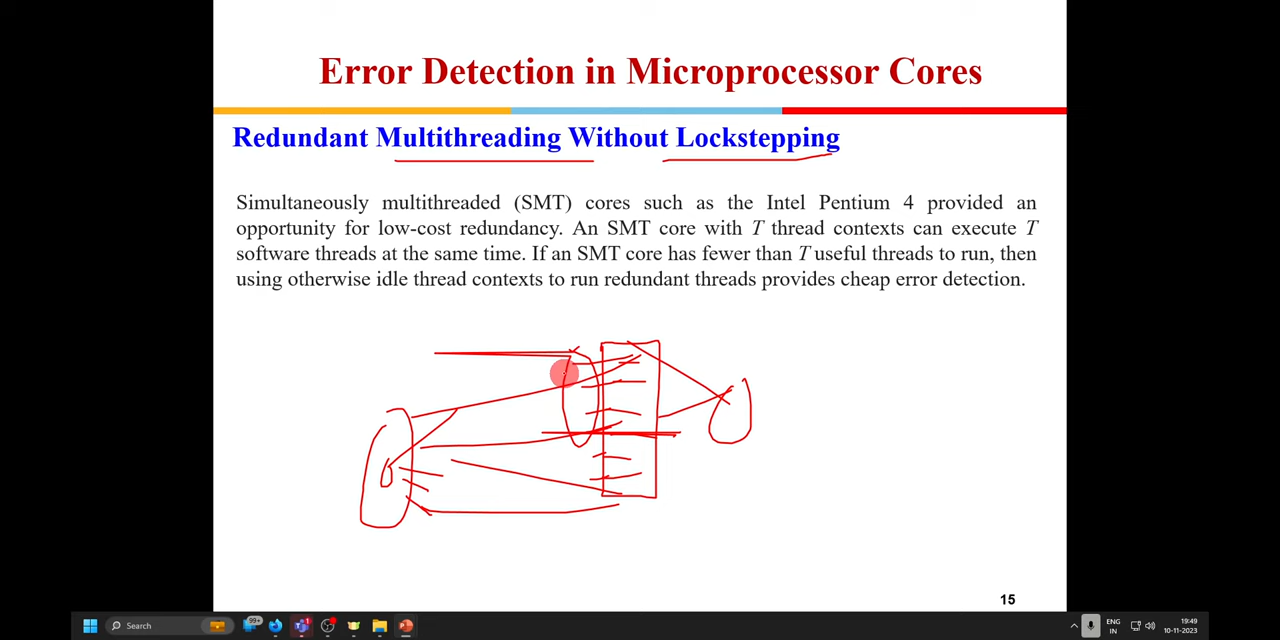 Error Detection in Microprocessor Cores
Redundant Multithreading Without Lockstepping
Simultaneously multithreaded (SMT) cores such as the Intel Pentium 4 provided an
opportunity for low-cost redundancy. An SMT core with T thread contexts can execute T
software threads at the same time. If an SMT core has fewer than T useful threads to run, then
using otherwise idle thread contexts to run redundant threads provides cheap error detection.
15
Search
99+
ENG
IN
19:49
10-11-2023